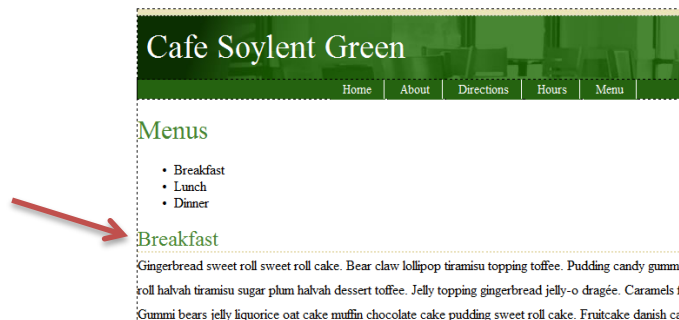 Cafe Soylent Green
Home About Directions Hours Menu
Menus
• Breakfast
• Lunch
• Dinner
Breakfast
Gingerbread sweet roll sweet roll cake. Bear claw lollipop tiramisu topping toffee. Pudding candy gumm
roll halvah tiramisu sugar plum halvah dessert toffee. Jelly topping gingerbread jelly-o dragée. Caramels f
Gummi bears jelly liquorice oat cake muffin chocolate cake pudding sweet roll cake. Fruitcake danish ca